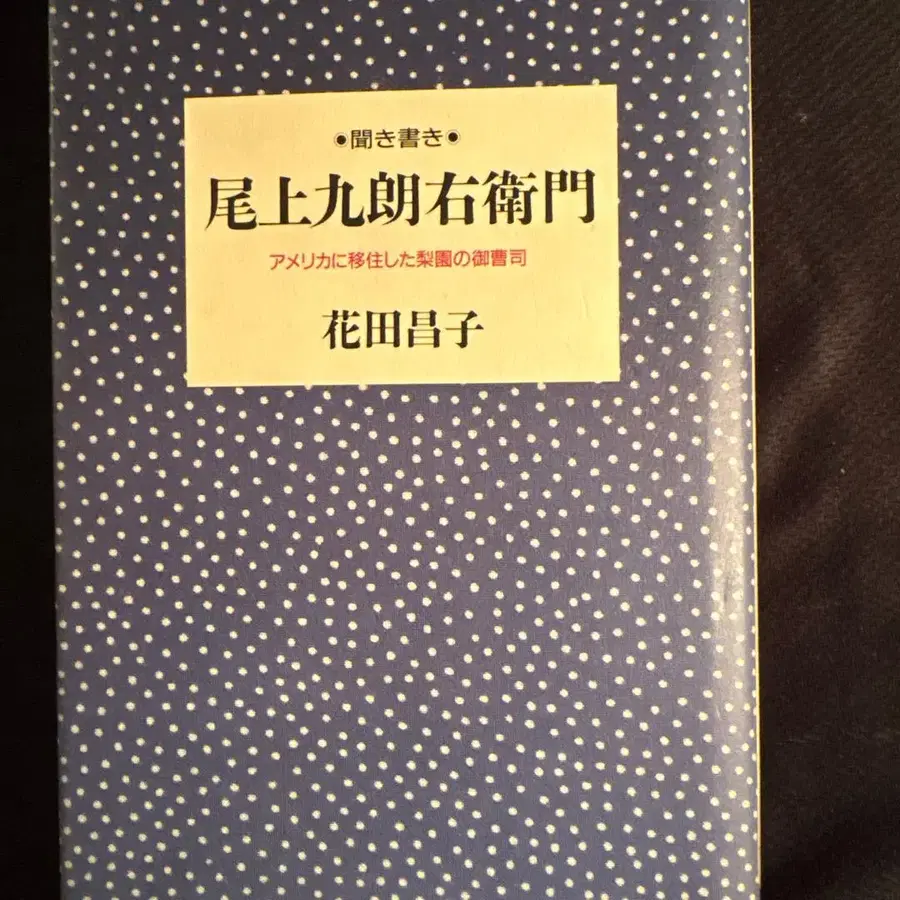 ◉聞き書き◉
尾上九朗右衛門
アメリカに移住した梨園の御曹司
花田昌子